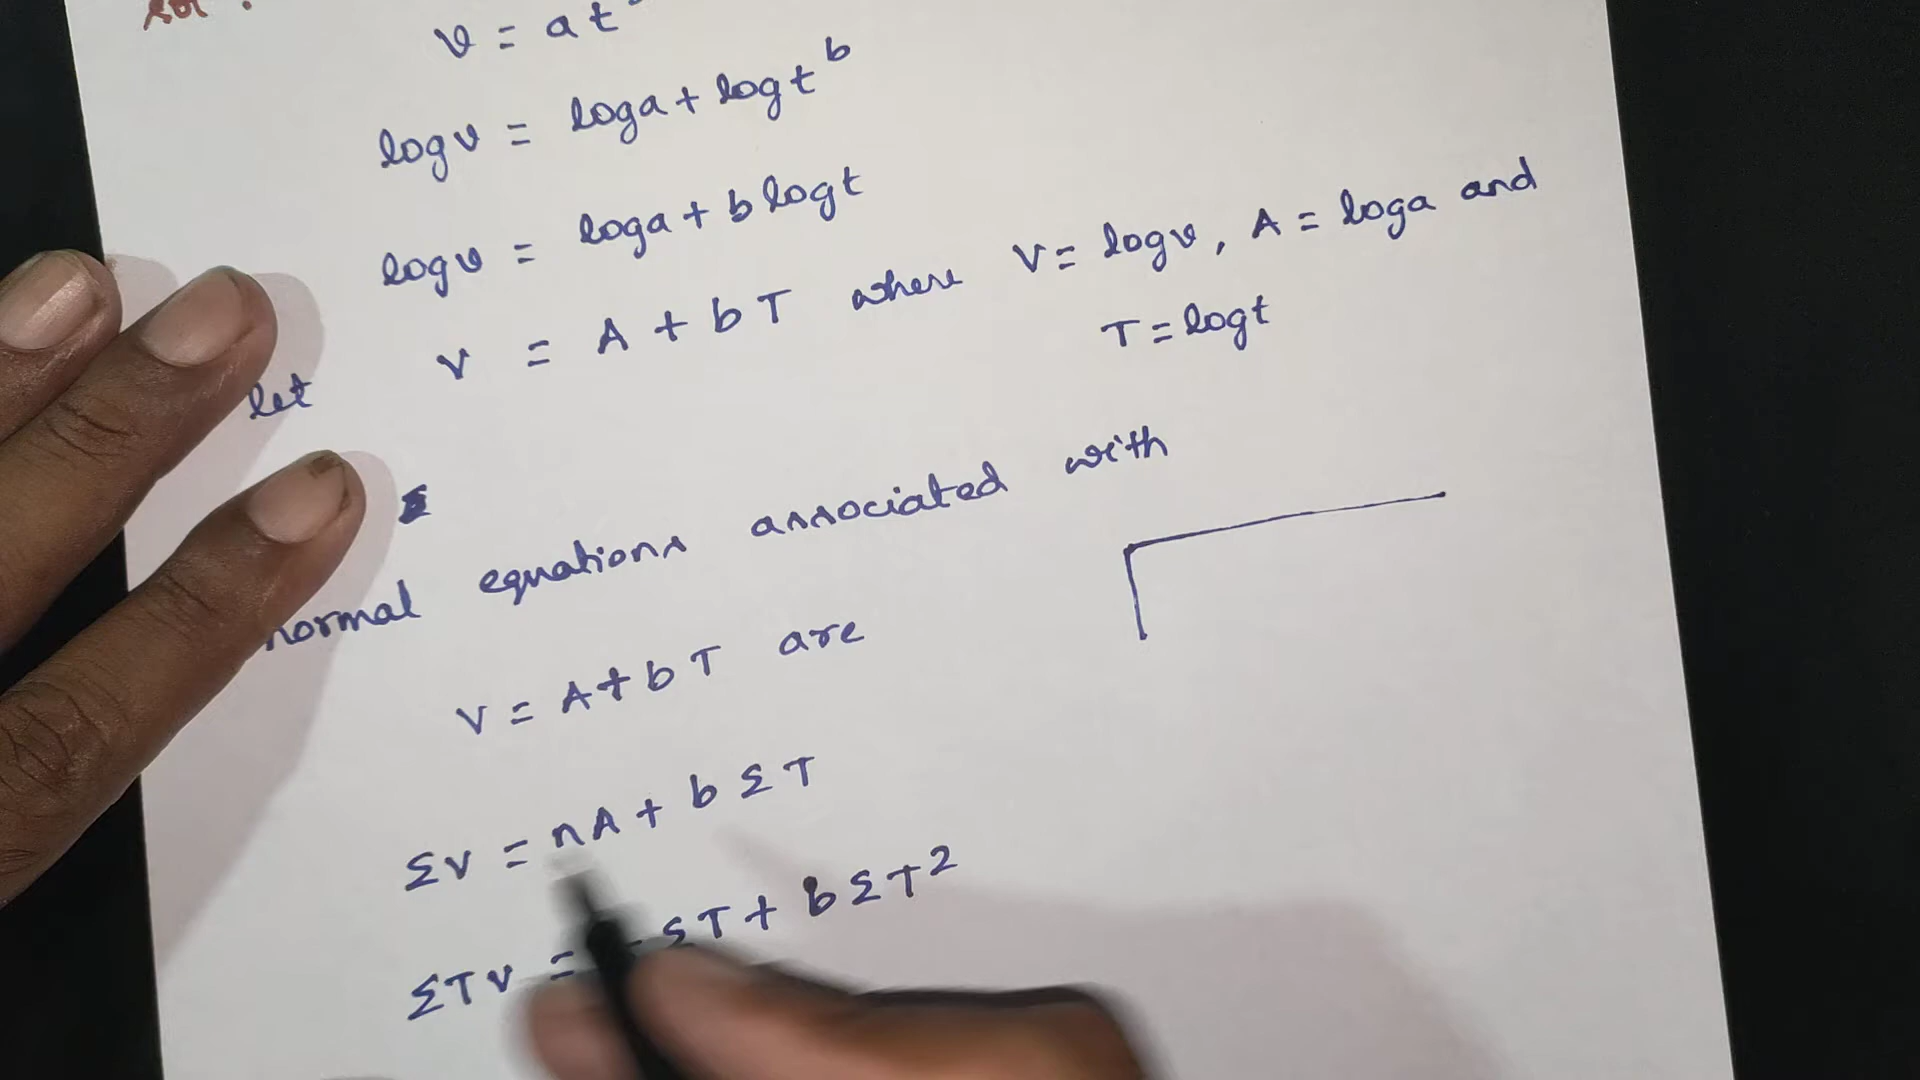 Sol :
v = at
log v = log a + log t^b
log v = log a + b log t
let V = A + bT where V = log v, A = log a and
T = log t
normal equations associated with
V = A + bT are
ΣV = nA + bΣT
ΣTV = ΣT + bΣT²